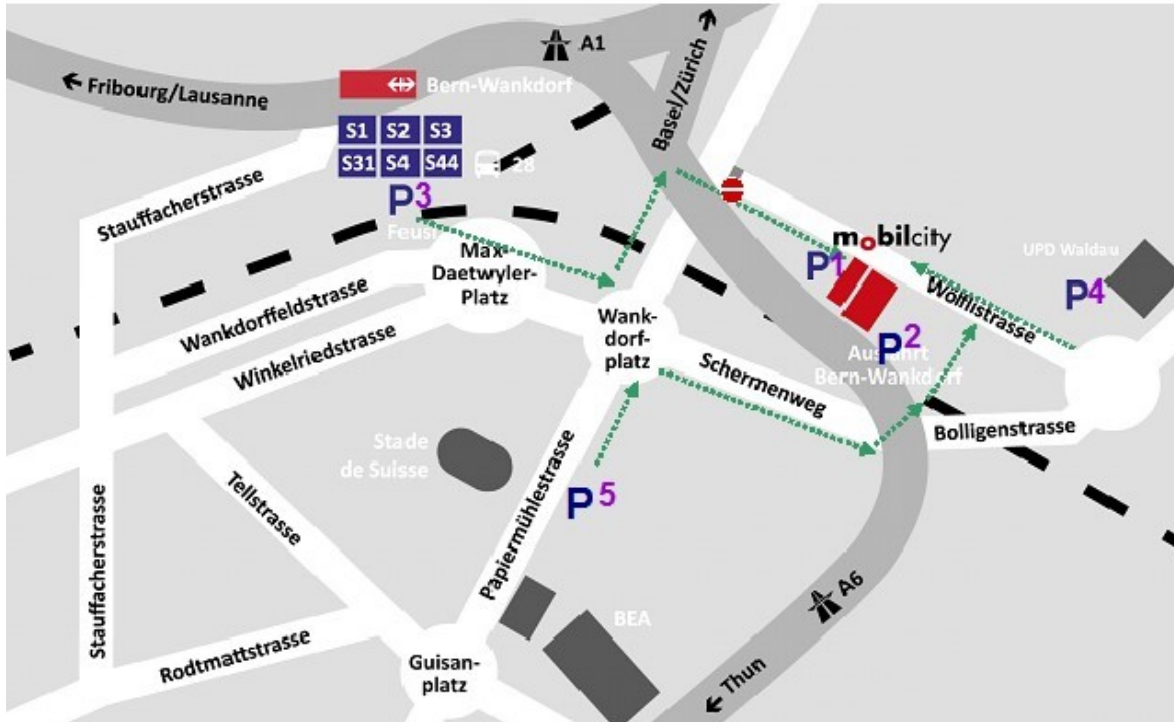 A1
Fribourg/Lausanne
Bern-Wankdorf
Basel/Zürich
S1 S2 S3
S31 S4 S44
28
Stauffacherstrasse
P3
Feusi
mobilcity
UPD Waldau
P1
P4
Max-
Daetwyler-
Platz
Wölflistrasse
Wankdorffeldstrasse
Wank-
dorf-
platz
P2
Winkelriedstrasse
Ausfahrt
Bern-Wankdorf
Schermenweg
Bolligenstrasse
Stade
de Suisse
P5
Tellstrasse
Papiermühlestrasse
Stauffacherstrasse
A6
BEA
Rodtmattstrasse
Guisan-
platz
Thun